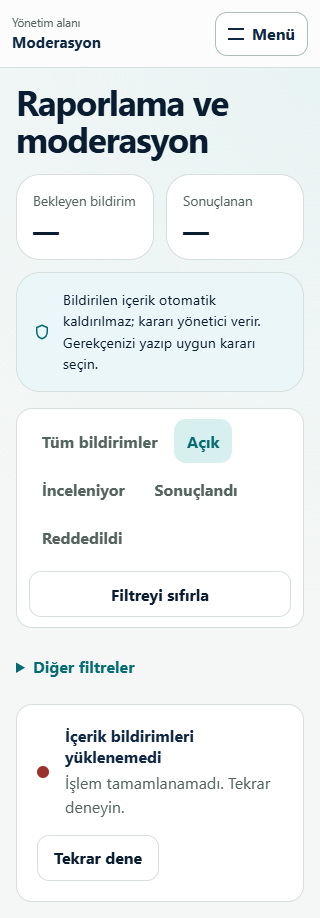 Yönetim alanı
Moderasyon
Menü
Raporlama ve
moderasyon
Bekleyen bildirim
—
Sonuçlanan
—
Bildirilen içerik otomatik
kaldırılmaz; kararı yönetici verir.
Gerekçenizi yazıp uygun kararı
seçin.
Tüm bildirimler
Açık
İnceleniyor
Sonuçlandı
Reddedildi
Filtreyi sıfırla
Diğer filtreler
İçerik bildirimleri
yüklenemedi
İşlem tamamlanamadı. Tekrar
deneyin.
Tekrar dene